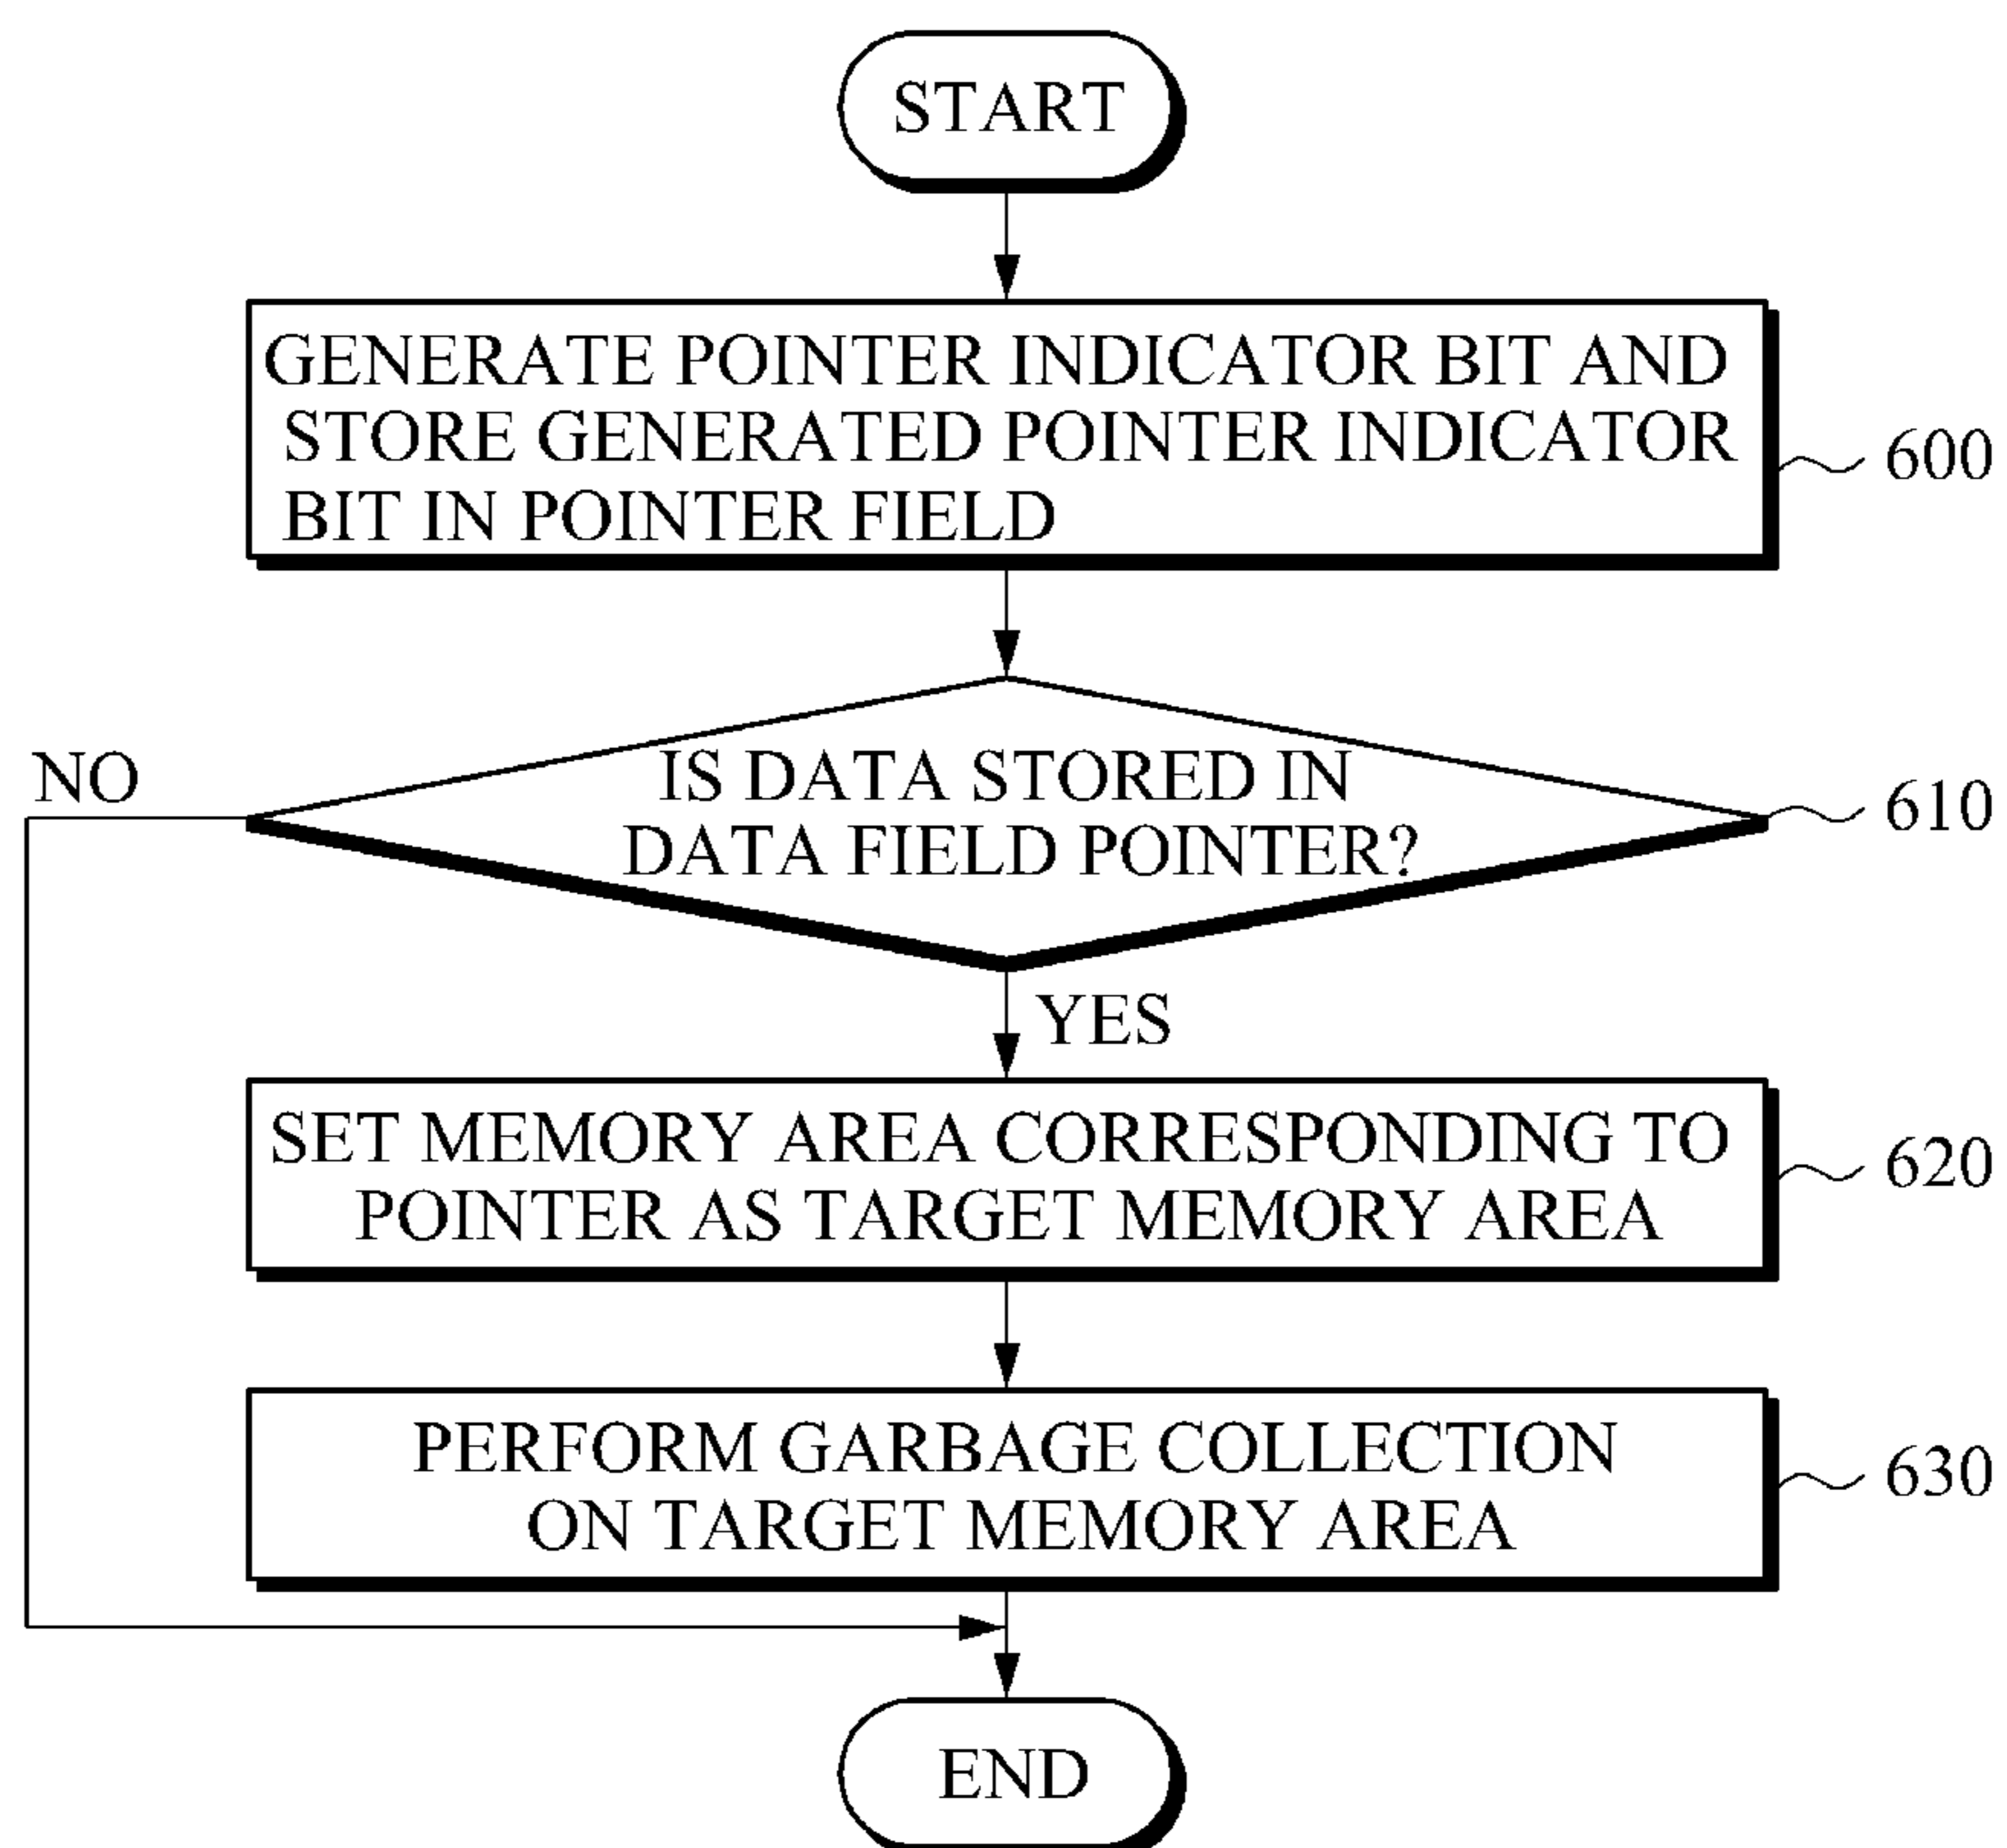 START
GENERATE POINTER INDICATOR BIT AND
STORE GENERATED POINTER INDICATOR
BIT IN POINTER FIELD
600
NO
IS DATA STORED IN
DATA FIELD POINTER?
610
YES
SET MEMORY AREA CORRESPONDING TO
POINTER AS TARGET MEMORY AREA
620
PERFORM GARBAGE COLLECTION
ON TARGET MEMORY AREA
630
END